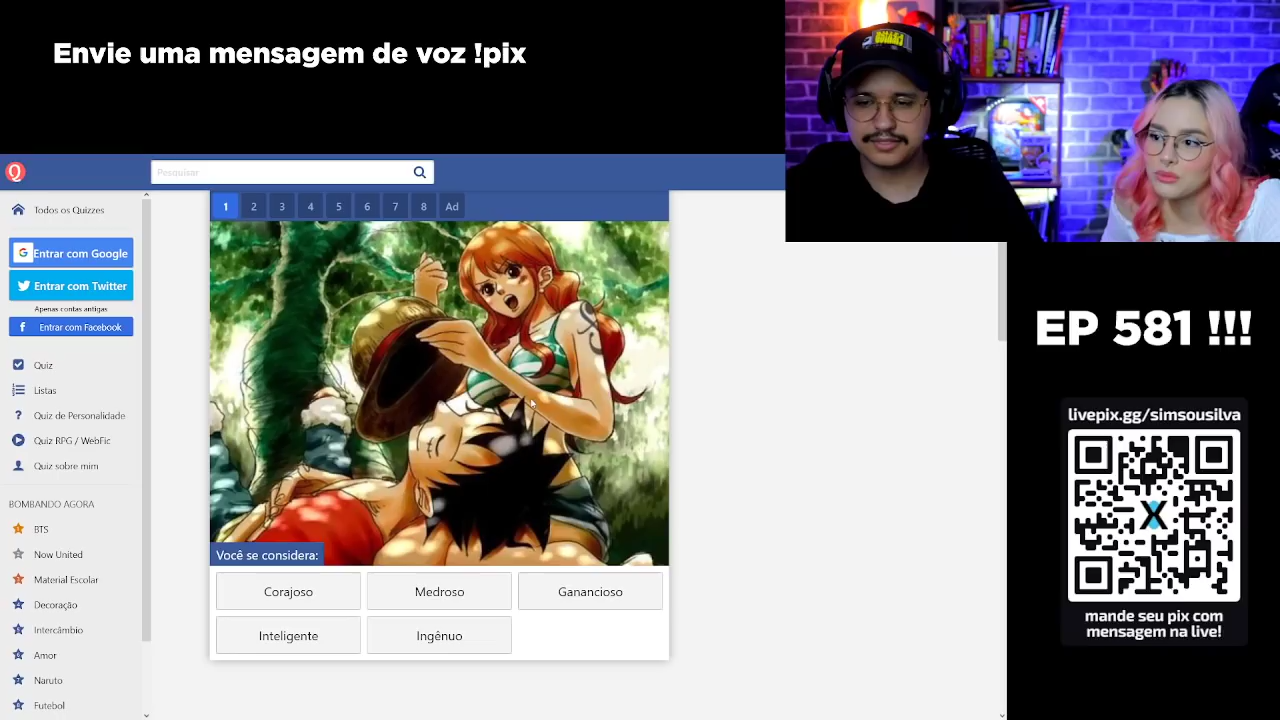 Envie uma mensagem de voz !pix
Q
Pesquisar
Todos os Quizzes
G Entrar com Google
Entrar com Twitter
Apenas contas antigas
f Entrar com Facebook
Quiz
Listas
? Quiz de Personalidade
Quiz RPG / WebFic
Quiz sobre mim
BOMBANDO AGORA
BTS
Now United
Material Escolar
Decoração
Intercâmbio
Amor
Naruto
Futebol
1 2 3 4 5 6 7 8 Ad
Você se considera:
Corajoso Medroso Ganancioso
Inteligente Ingênuo
EP 581 !!!
livepix.gg/simsousilva
X
mande seu pix com
mensagem na live!